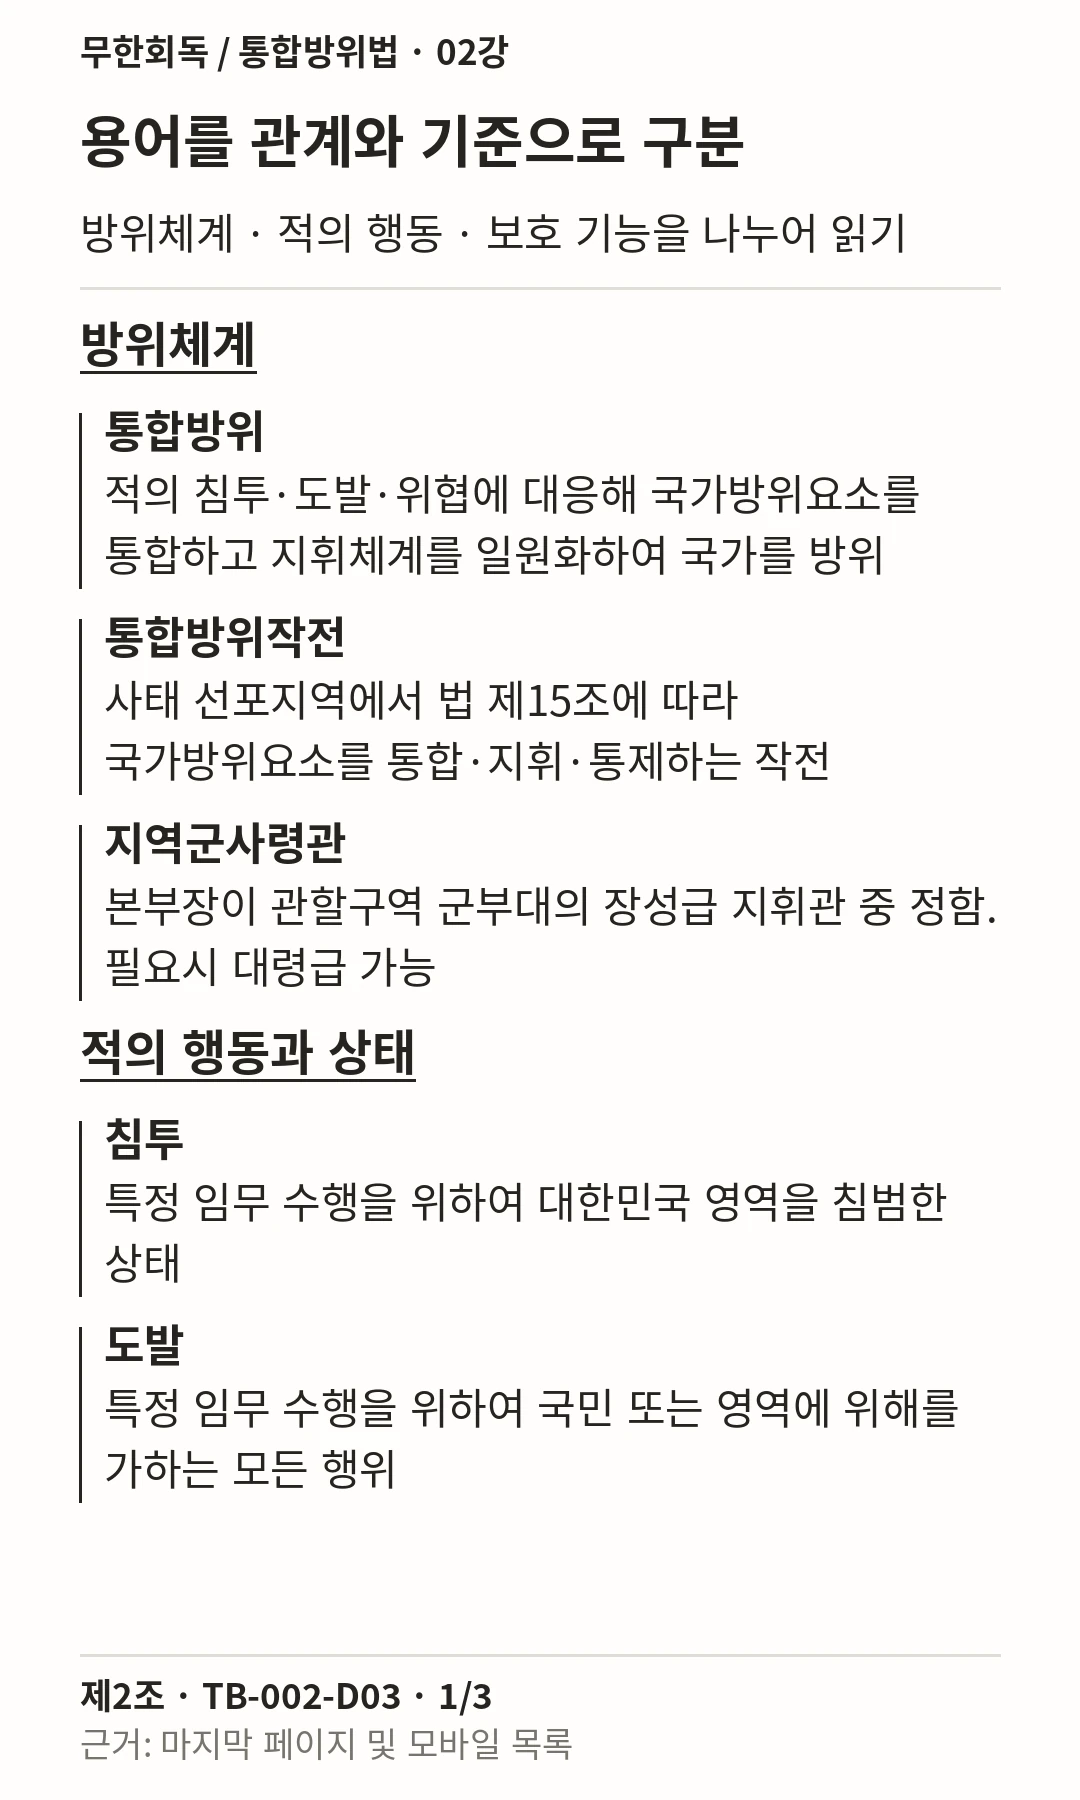 무한회독 / 통합방위법 · 02강
용어를 관계와 기준으로 구분
방위체계 · 적의 행동 · 보호 기능을 나누어 읽기
방위체계
통합방위
적의 침투·도발·위협에 대응해 국가방위요소를
통합하고 지휘체계를 일원화하여 국가를 방위
통합방위작전
사태 선포지역에서 법 제15조에 따라
국가방위요소를 통합·지휘·통제하는 작전
지역군사령관
본부장이 관할구역 군부대의 장성급 지휘관 중 정함.
필요시 대령급 가능
적의 행동과 상태
침투
특정 임무 수행을 위하여 대한민국 영역을 침범한
상태
도발
특정 임무 수행을 위하여 국민 또는 영역에 위해를
가하는 모든 행위
제2조 · TB-002-D03 · 1/3
근거: 마지막 페이지 및 모바일 목록